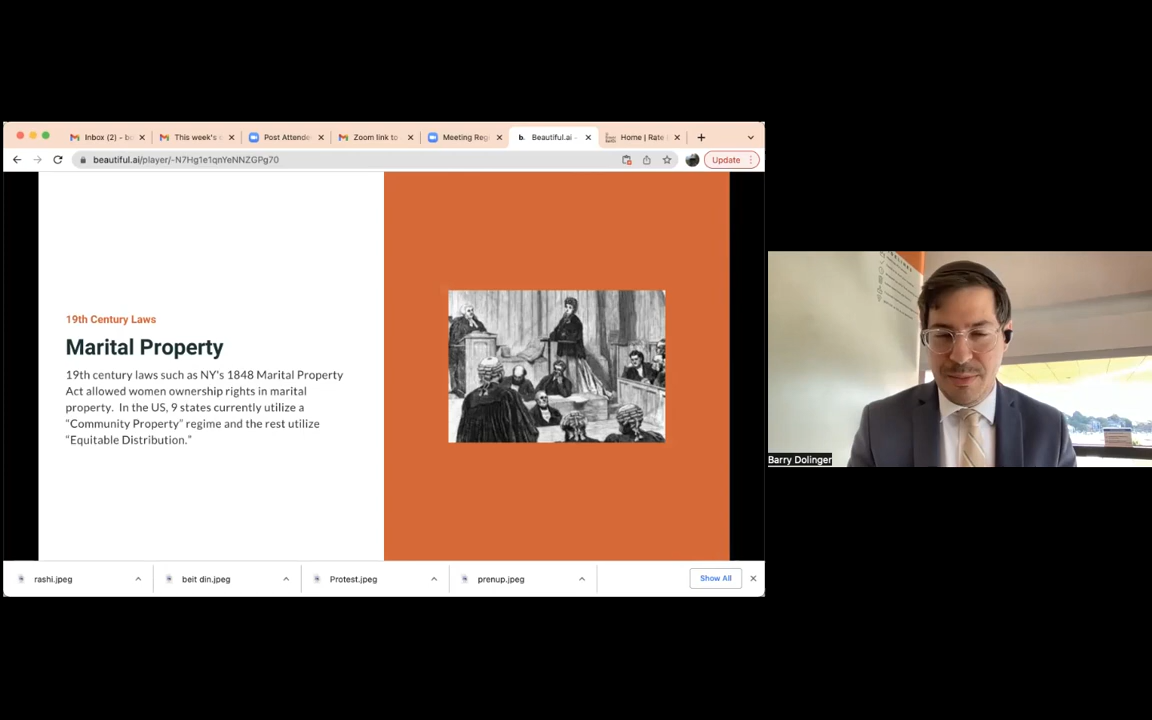 Inbox (2) - bo
This week's
Post Attende
Zoom link to
Meeting Reg
b. Beautiful.ai -
Home | Rate
beautiful.ai/player/-N7Hg1e1qnYeNNZGPg70
Update
19th Century Laws
Marital Property
19th century laws such as NY's 1848 Marital Property
Act allowed women ownership rights in marital
property. In the US, 9 states currently utilize a
“Community Property” regime and the rest utilize
“Equitable Distribution.”
Barry Dolinger
rashi.jpeg
beit din.jpeg
Protest.jpeg
prenup.jpeg
Show All